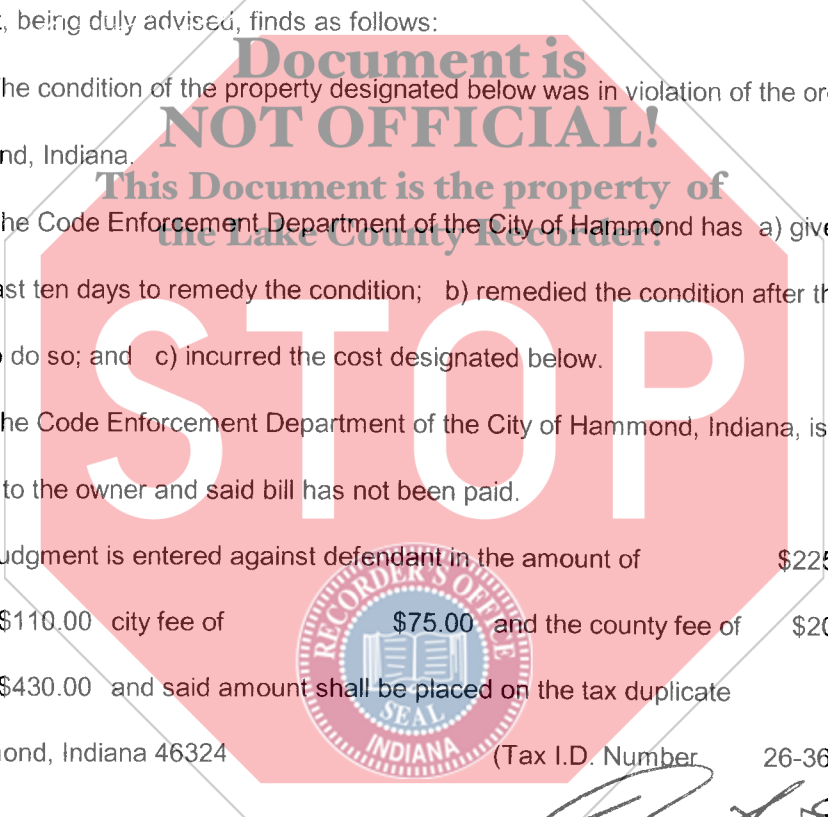 , being duly advised, finds as follows:
Document is
he condition of the property designated below was in violation of the or
NOT OFFICIAL!
nd, Indiana.
This Document is the property of
he Code Enforcement Department of the City of Hammond has a) give
the Lake County Recorder!
ast ten days to remedy the condition; b) remedied the condition after th
STOP
do so; and c) incurred the cost designated below.
he Code Enforcement Department of the City of Hammond, Indiana, is
to the owner and said bill has not been paid.
udgment is entered against defendant in the amount of $225
$110.00 city fee of $75.00 and the county fee of $20
$430.00 and said amount shall be placed on the tax duplicate
RECORDER'S OFFICE
SEAL
INDIANA
ond, Indiana 46324 (Tax I.D. Number 26-36